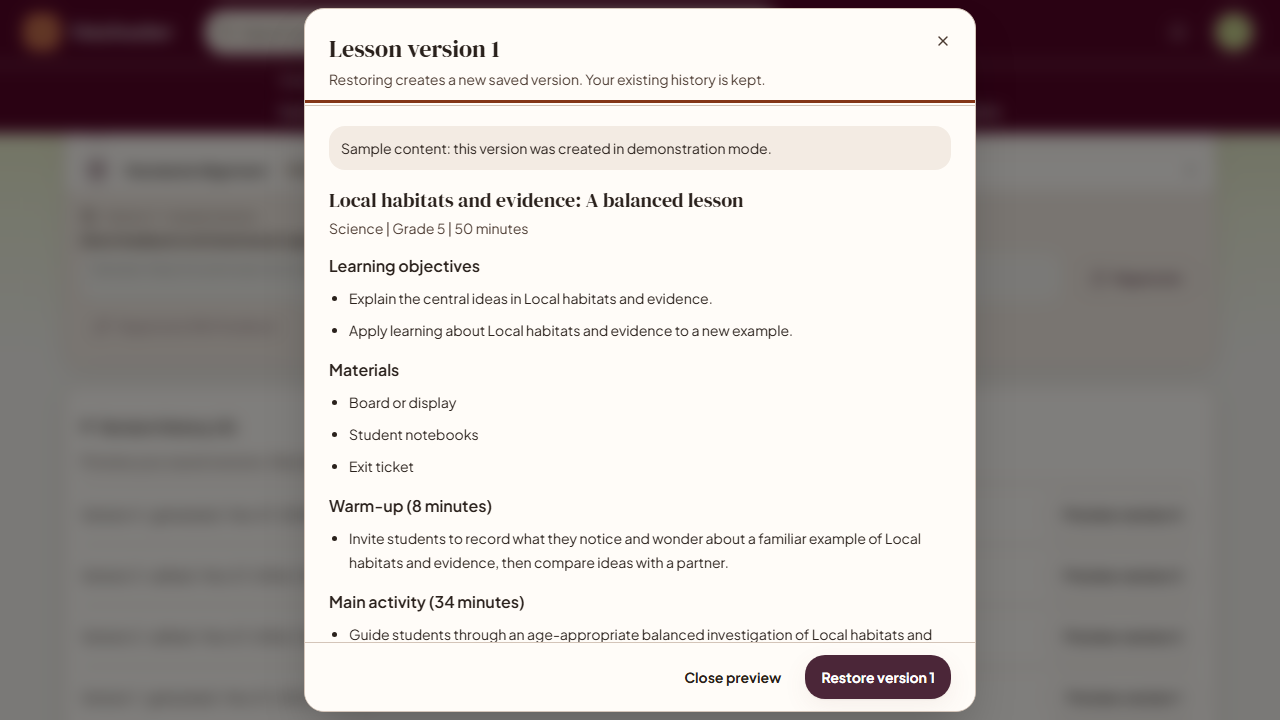 Lesson version 1
Restoring creates a new saved version. Your existing history is kept.
Sample content: this version was created in demonstration mode.
Local habitats and evidence: A balanced lesson
Science | Grade 5 | 50 minutes
Learning objectives
• Explain the central ideas in Local habitats and evidence.
• Apply learning about Local habitats and evidence to a new example.
Materials
• Board or display
• Student notebooks
• Exit ticket
Warm-up (8 minutes)
• Invite students to record what they notice and wonder about a familiar example of Local
habitats and evidence, then compare ideas with a partner.
Main activity (34 minutes)
• Guide students through an age-appropriate balanced investigation of Local habitats and
Close preview
Restore version 1